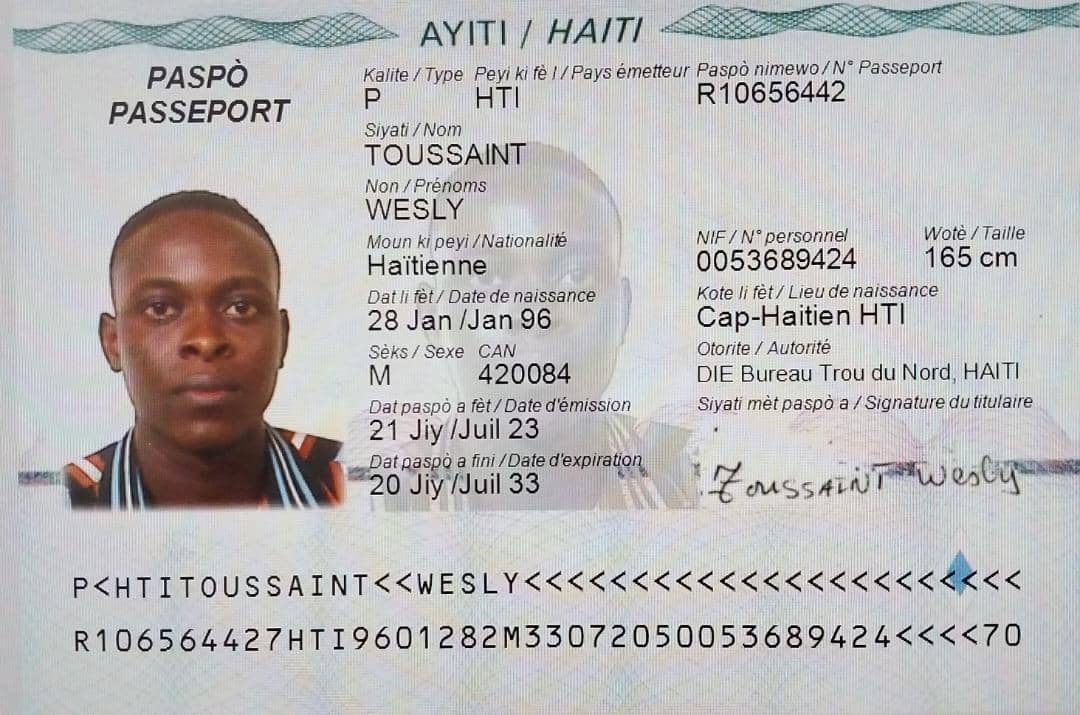 AYITI / HAITI
PASPÒ
PASSEPORT
Kalite / Type Peyi ki fè l / Pays émetteur Paspò nimewo / N° Passeport
P HTI R10656442
Siyati / Nom
TOUSSAINT
Non / Prénoms
WESLY
Moun ki peyi / Nationalité
Haïtienne
NIF / N° personnel Wotè / Taille
0053689424 165 cm
Dat li fèt / Date de naissance
28 Jan /Jan 96
Kote li fèt / Lieu de naissance
Cap-Haitien HTI
Sèks / Sexe CAN
M 420084
Otorite / Autorité
DIE Bureau Trou du Nord, HAITI
Dat paspò a fèt / Date d'émission
21 Jiy /Juil 23
Dat paspò a fini / Date d'expiration
20 Jiy /Juil 33
Siyati mèt paspò a / Signature du titulaire
Toussaint Wesly
P<HTITOUSSAINT<<WESLY<<<<<<<<<<<<<<<<<<<<<<<
R106564427HTI9601282M33072050053689424<<<<70